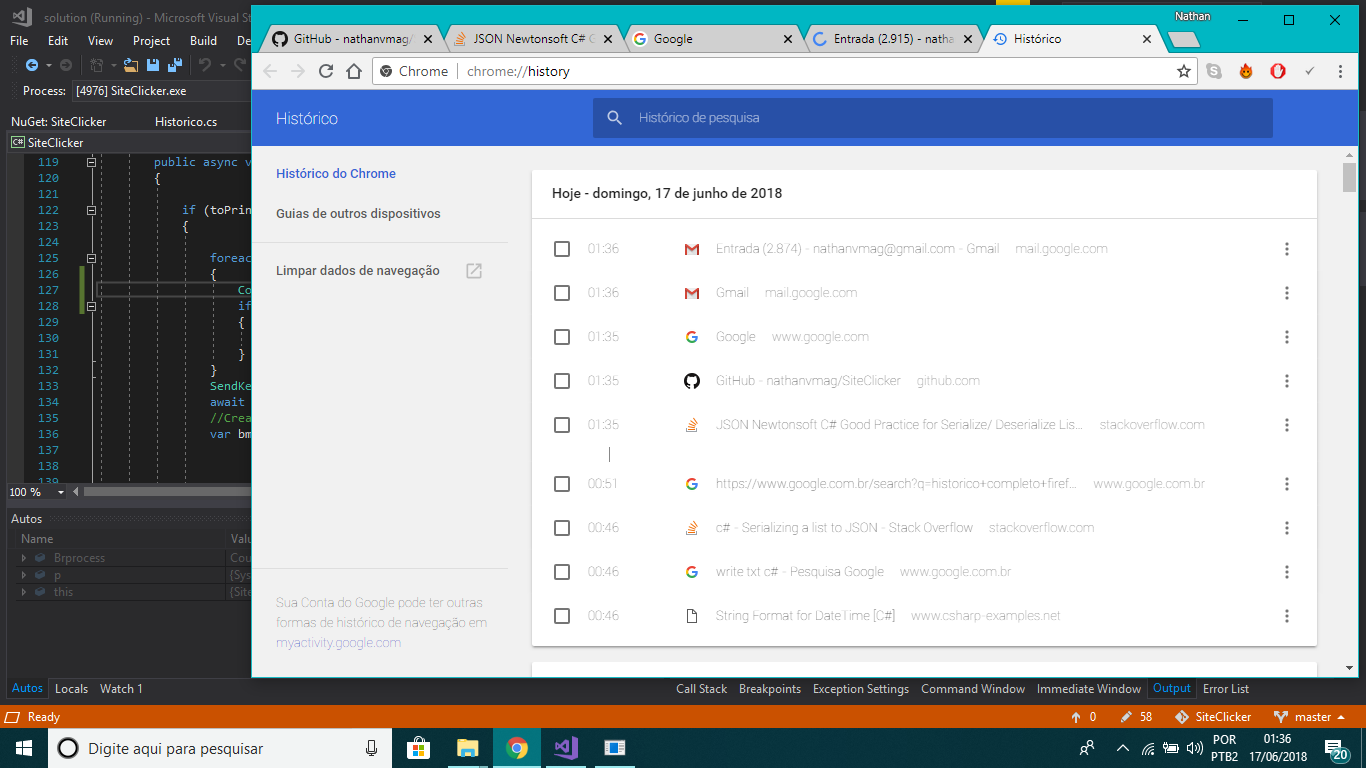 solution (Running) - Microsoft Visual St
File Edit View Project Build De
Process: [4976] SiteClicker.exe
NuGet: SiteClicker Historico.cs
SiteClicker
119 public async v
120 {
121
122 if (toPrin
123 {
124
125 foreac
126 {
127 Co
128 if
129 {
130
131 }
132 }
133 SendKe
134 await
135 //Crea
136 var bm
137
138
139
100 %
Autos
Name Valu
Brprocess Cou
p {Sys
this {Site
Autos Locals Watch 1
Nathan
GitHub - nathanvmag/
JSON Newtonsoft C# G
Google
Entrada (2.915) - natha
Histórico
Chrome chrome://history
Histórico
Histórico de pesquisa
Histórico do Chrome
Guias de outros dispositivos
Limpar dados de navegação
Sua Conta do Google pode ter outras
formas de histórico de navegação em
myactivity.google.com
Hoje - domingo, 17 de junho de 2018
01:36 Entrada (2.874) - nathanvmag@gmail.com - Gmail mail.google.com
01:36 Gmail mail.google.com
01:35 Google www.google.com
01:35 GitHub - nathanvmag/SiteClicker github.com
01:35 JSON Newtonsoft C# Good Practice for Serialize/ Deserialize Lis... stackoverflow.com
00:51 https://www.google.com.br/search?q=historico+completo+firef... www.google.com.br
00:46 c# - Serializing a list to JSON - Stack Overflow stackoverflow.com
00:46 write txt c# - Pesquisa Google www.google.com.br
00:46 String Format for DateTime [C#] www.csharp-examples.net
Call Stack Breakpoints Exception Settings Command Window Immediate Window Output Error List
Ready 0 58 SiteClicker master
Digite aqui para pesquisar
POR
PTB2
01:36
17/06/2018
20